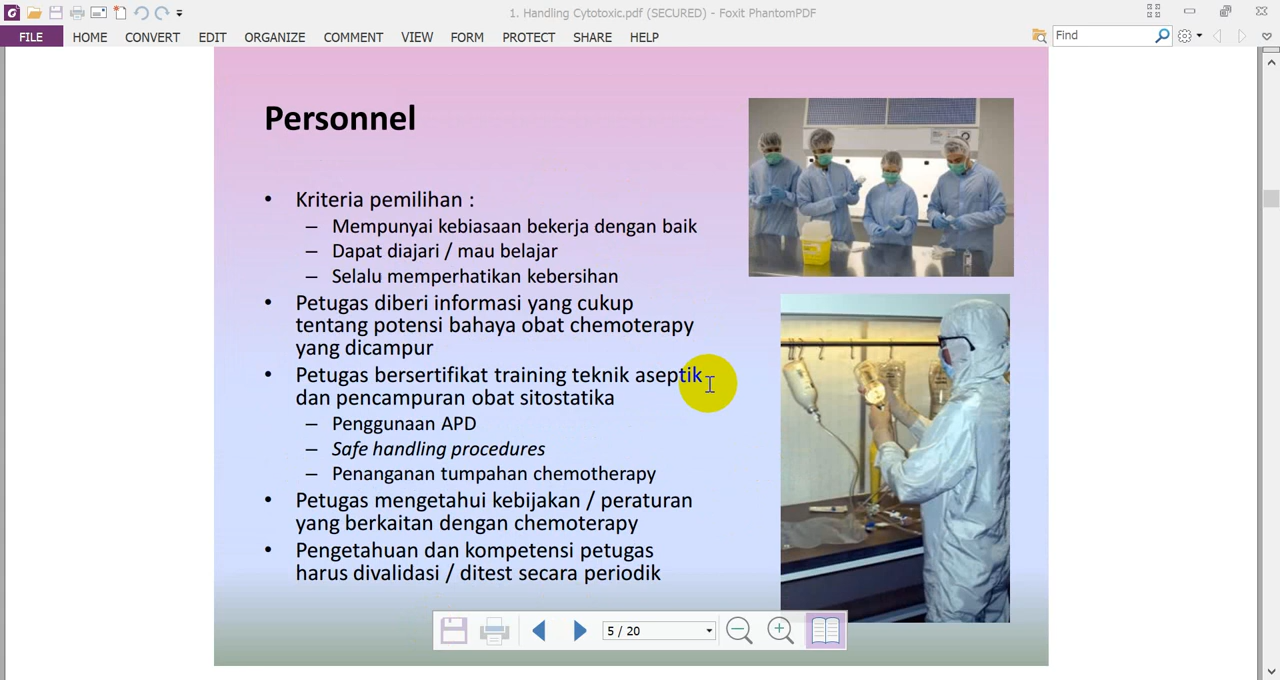 1. Handling Cytotoxic.pdf (SECURED) - Foxit PhantomPDF
FILE HOME CONVERT EDIT ORGANIZE COMMENT VIEW FORM PROTECT SHARE HELP
Find
Personnel
• Kriteria pemilihan :
– Mempunyai kebiasaan bekerja dengan baik
– Dapat diajari / mau belajar
– Selalu memperhatikan kebersihan
• Petugas diberi informasi yang cukup
tentang potensi bahaya obat chemoterapy
yang dicampur
• Petugas bersertifikat training teknik aseptik
dan pencampuran obat sitostatika
– Penggunaan APD
– Safe handling procedures
– Penanganan tumpahan chemotherapy
• Petugas mengetahui kebijakan / peraturan
yang berkaitan dengan chemoterapy
• Pengetahuan dan kompetensi petugas
harus divalidasi / ditest secara periodik
5 / 20